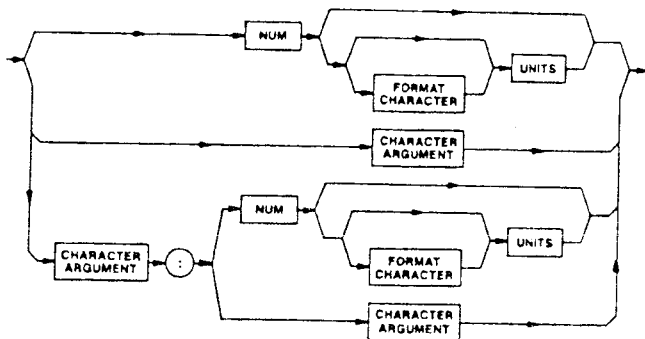 NUM
FORMAT
CHARACTER
UNITS
CHARACTER
ARGUMENT
NUM
FORMAT
CHARACTER
UNITS
CHARACTER
ARGUMENT
:
CHARACTER
ARGUMENT